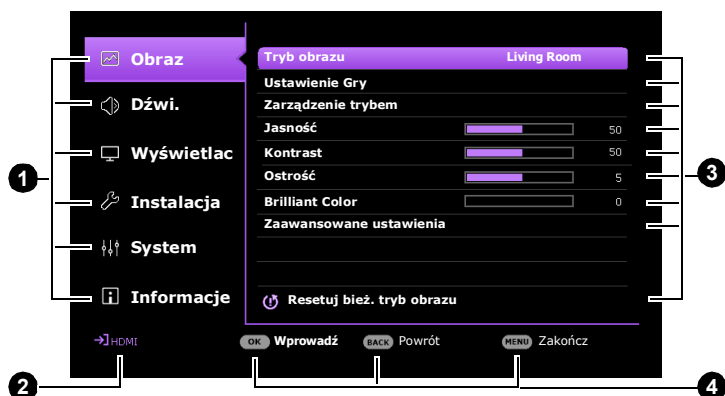 Obraz
Dźwi.
Wyświetlac
Instalacja
System
Informacje
Tryb obrazu Living Room
Ustawienie Gry
Zarządzenie trybem
Jasność 50
Kontrast 50
Ostrość 5
Brilliant Color 0
Zaawansowane ustawienia
Resetuj bież. tryb obrazu
HDMI
OK Wprowadź BACK Powrót MENU Zakończ
1
3
2
4